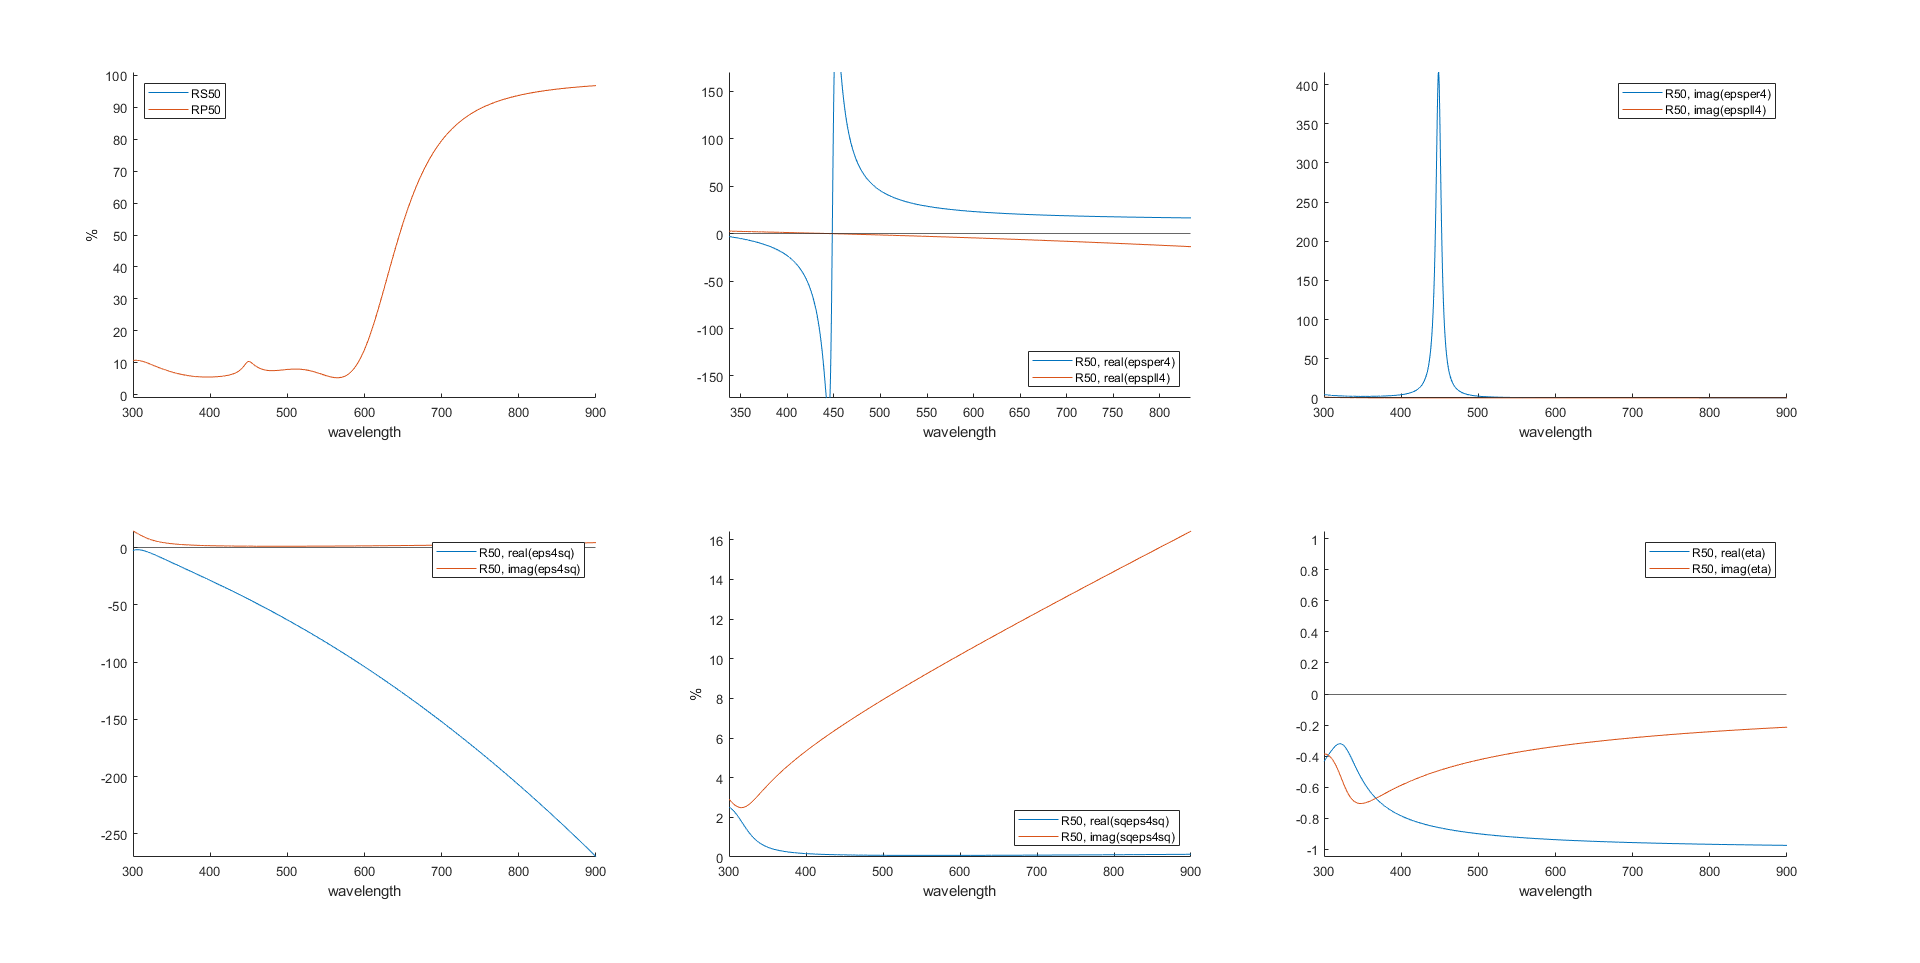 100
90
80
70
60
50
40
30
20
10
0
%
300 400 500 600 700 800 900
wavelength
RS50
RP50
150
100
50
0
-50
-100
-150
350 400 450 500 550 600 650 700 750 800
wavelength
R50, real(epsper4)
R50, real(epspll4)
400
350
300
250
200
150
100
50
0
300 400 500 600 700 800 900
wavelength
R50, imag(epsper4)
R50, imag(epspll4)
0
-50
-100
-150
-200
-250
300 400 500 600 700 800 900
wavelength
R50, real(eps4sq)
R50, imag(eps4sq)
16
14
12
10
8
6
4
2
0
%
300 400 500 600 700 800 900
wavelength
R50, real(sqeps4sq)
R50, imag(sqeps4sq)
1
0.8
0.6
0.4
0.2
0
-0.2
-0.4
-0.6
-0.8
-1
300 400 500 600 700 800 900
wavelength
R50, real(eta)
R50, imag(eta)